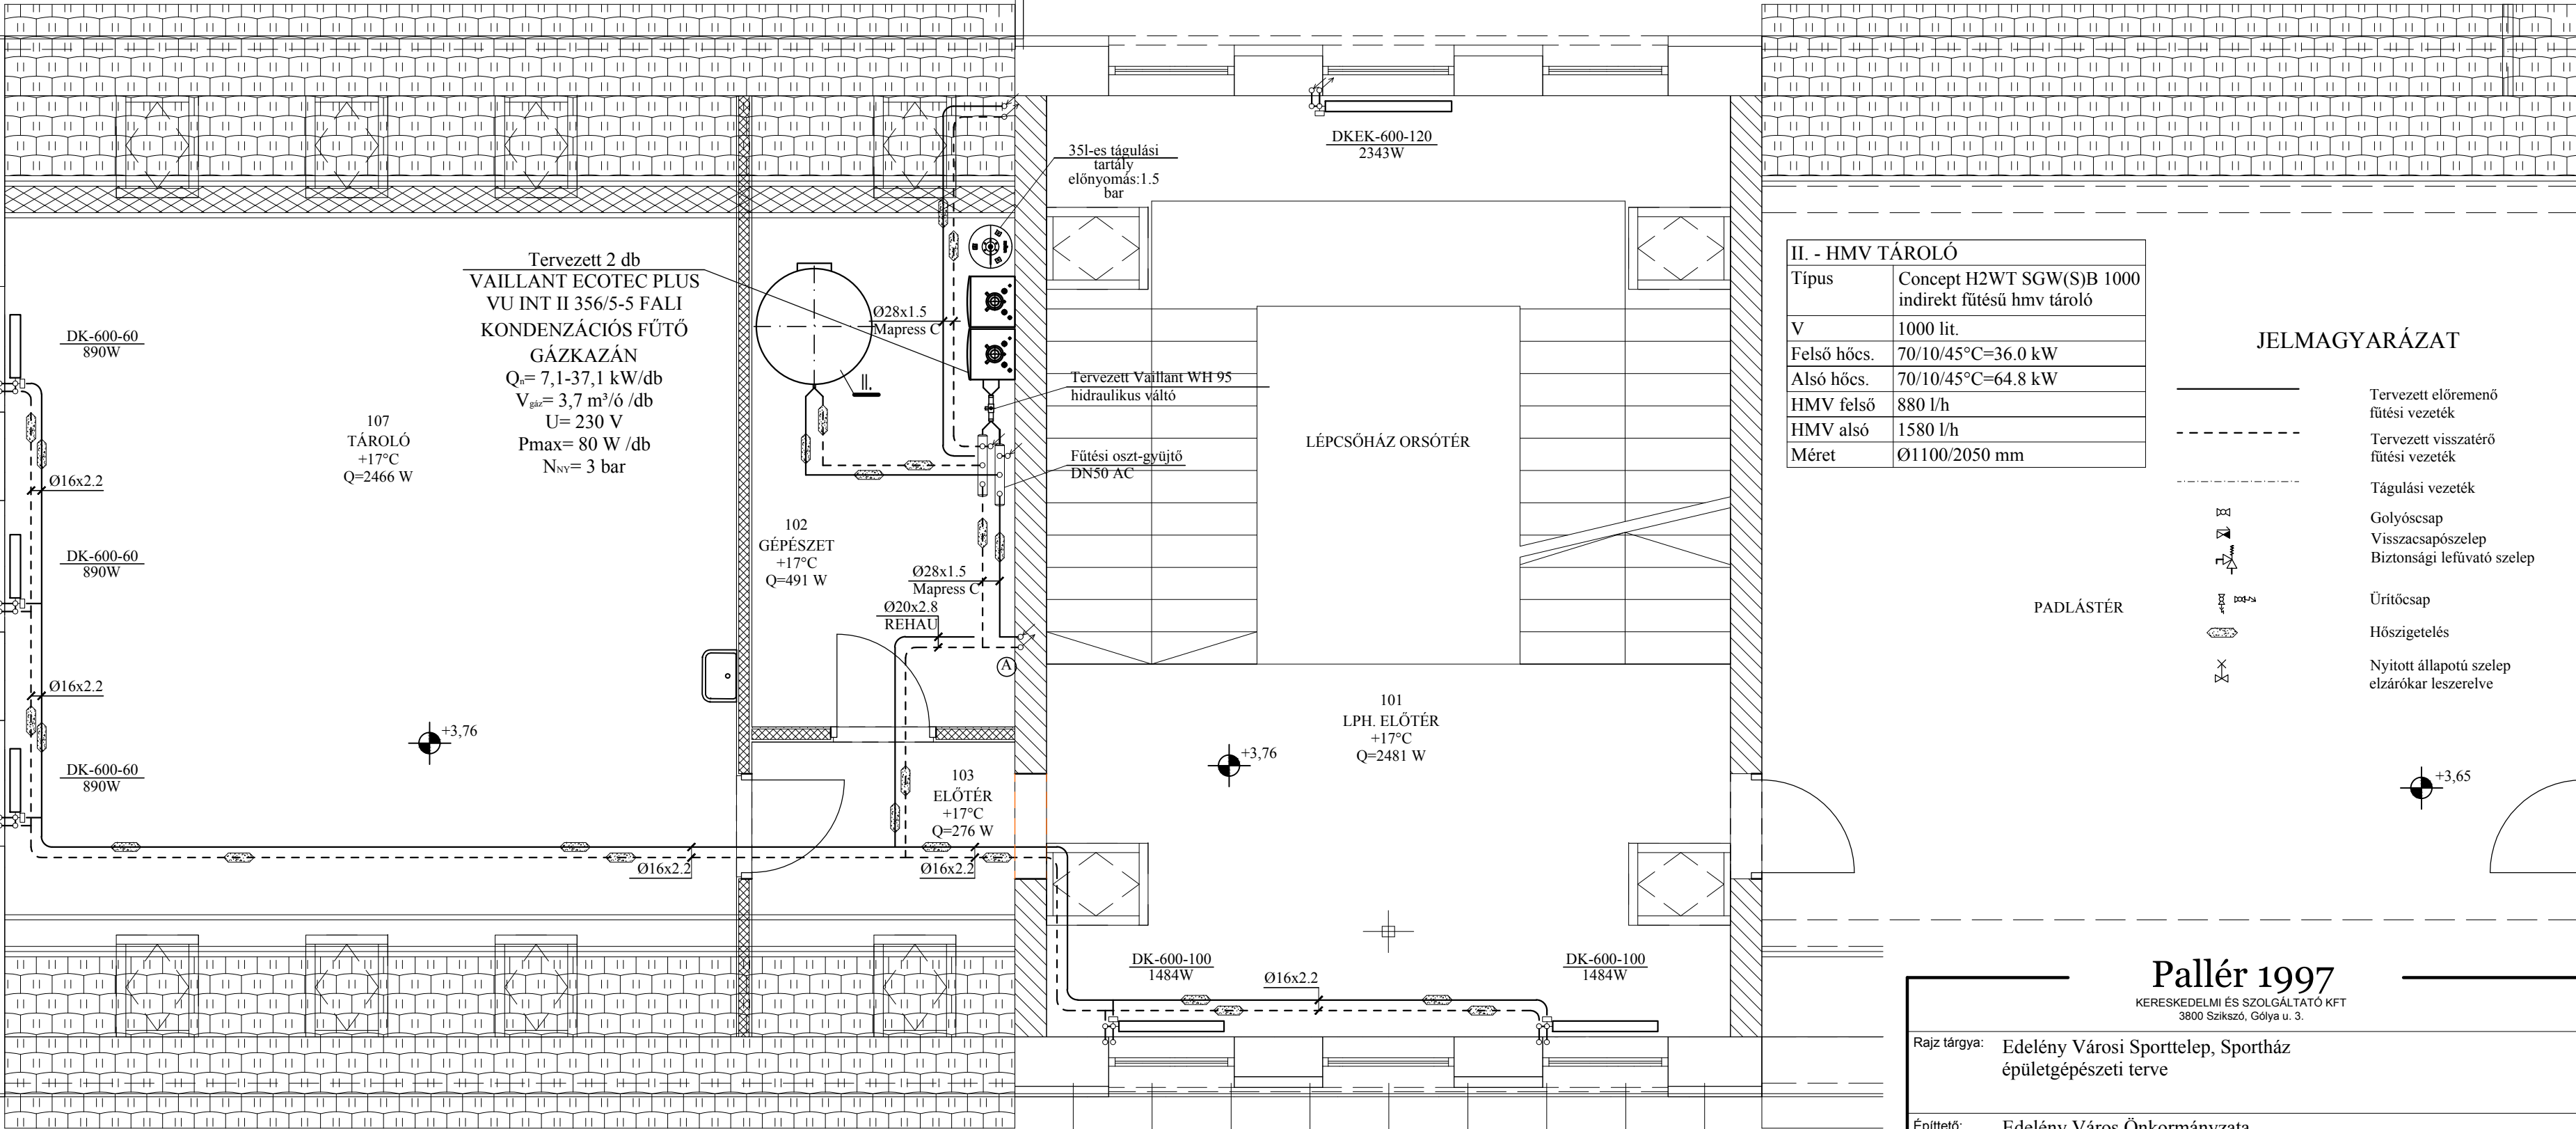 DK-600-60
890W
DK-600-60
890W
DK-600-60
890W
Ø16x2.2
Ø16x2.2
107
TÁROLÓ
+17°C
Q=2466 W
+3,76
Tervezett 2 db
VAILLANT ECOTEC PLUS
VU INT II 356/5-5 FALI
KONDENZÁCIÓS FŰTŐ
GÁZKAZÁN
Qn= 7,1-37,1 kW/db
Vgáz= 3,7 m³/ó /db
U= 230 V
Pmax= 80 W /db
NNY= 3 bar
Ø16x2.2
II.
Ø28x1.5
Mapress C
102
GÉPÉSZET
+17°C
Q=491 W
Ø28x1.5
Mapress C
Ø20x2.8
REHAU
A
103
ELŐTÉR
+17°C
Q=276 W
Ø16x2.2
35l-es tágulási
tartály
előnyomás:1.5
bar
Tervezett Vaillant WH 95
hidraulikus váltó
Fűtési oszt-gyüjtő
DN50 AC
DKEK-600-120
2343W
LÉPCSŐHÁZ ORSÓTÉR
101
LPH. ELŐTÉR
+17°C
Q=2481 W
+3,76
DK-600-100
1484W
Ø16x2.2
DK-600-100
1484W
II. - HMV TÁROLÓ
Típus Concept H2WT SGW(S)B 1000
indirekt fűtésű hmv tároló
V 1000 lit.
Felső hőcs. 70/10/45°C=36.0 kW
Alsó hőcs. 70/10/45°C=64.8 kW
HMV felső 880 l/h
HMV alsó 1580 l/h
Méret Ø1100/2050 mm
PADLÁSTÉR
JELMAGYARÁZAT
Tervezett előremenő
fűtési vezeték
Tervezett visszatérő
fűtési vezeték
Tágulási vezeték
Golyóscsap
Visszacsapószelep
Biztonsági lefúvató szelep
Ürítőcsap
Hőszigetelés
Nyitott állapotú szelep
elzárókar leszerelve
+3,65
Pallér 1997
KERESKEDELMI ÉS SZOLGÁLTATÓ KFT
3800 Szikszó, Gólya u. 3.
Rajz tárgya: Edelény Városi Sporttelep, Sportház
épületgépészeti terve
Építtető: Edelény Város Önkormányzata